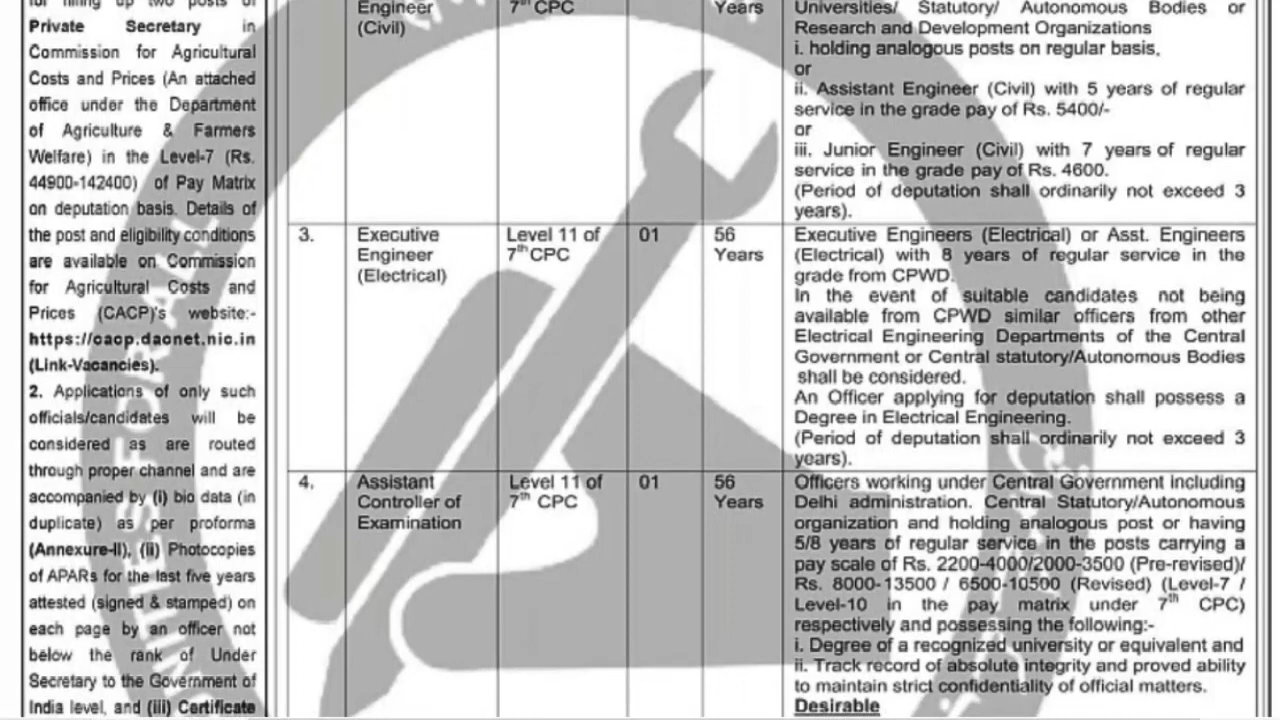 for filling up two posts of
Private Secretary in
Commission for Agricultural
Costs and Prices (An attached
office under the Department
of Agriculture & Farmers
Welfare) in the Level-7 (Rs.
44900-142400) of Pay Matrix
on deputation basis. Details of
the post and eligibility conditions
are available on Commission
for Agricultural Costs and
Prices (CACP)'s website:-
https://cacp.dacnet.nic.in
(Link-Vacancies).
2. Applications of only such
officials/candidates will be
considered as are routed
through proper channel and are
accompanied by (i) bio data (in
duplicate) as per proforma
(Annexure-II), (ii) Photocopies
of APARs for the last five years
attested (signed & stamped) on
each page by an officer not
below the rank of Under
Secretary to the Government of
India level, and (iii) Certificate
Engineer
(Civil)
7th CPC
Years
Universities/ Statutory/ Autonomous Bodies or
Research and Development Organizations
i. holding analogous posts on regular basis,
or
ii. Assistant Engineer (Civil) with 5 years of regular
service in the grade pay of Rs. 5400/-
or
iii. Junior Engineer (Civil) with 7 years of regular
service in the grade pay of Rs. 4600.
(Period of deputation shall ordinarily not exceed 3
years).
3.
Executive
Engineer
(Electrical)
Level 11 of
7th CPC
01
56
Years
Executive Engineers (Electrical) or Asst. Engineers
(Electrical) with 8 years of regular service in the
grade from CPWD.
In the event of suitable candidates not being
available from CPWD similar officers from other
Electrical Engineering Departments of the Central
Government or Central statutory/Autonomous Bodies
shall be considered.
An Officer applying for deputation shall possess a
Degree in Electrical Engineering.
(Period of deputation shall ordinarily not exceed 3
years).
4.
Assistant
Controller of
Examination
Level 11 of
7th CPC
01
56
Years
Officers working under Central Government including
Delhi administration. Central Statutory/Autonomous
organization and holding analogous post or having
5/8 years of regular service in the posts carrying a
pay scale of Rs. 2200-4000/2000-3500 (Pre-revised)/
Rs. 8000-13500 / 6500-10500 (Revised) (Level-7 /
Level-10 in the pay matrix under 7th CPC)
respectively and possessing the following:-
i. Degree of a recognized university or equivalent and
ii. Track record of absolute integrity and proved ability
to maintain strict confidentiality of official matters.
Desirable
FOR ALL